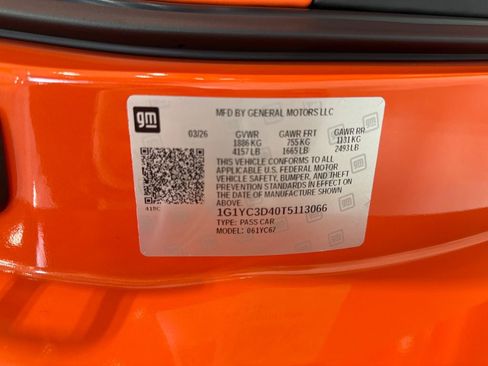 gm
MFD BY GENERAL MOTORS LLC
03/26 GVWR GAWR FRT GAWR RR
1886 KG 755 KG 1131 KG
4157 LB 1665 LB 2493 LB
THIS VEHICLE CONFORMS TO ALL
APPLICABLE U.S. FEDERAL MOTOR
VEHICLE SAFETY, BUMPER, AND THEFT
PREVENTION STANDARDS IN EFFECT ON
THE DATE OF MANUFACTURE SHOWN
ABOVE.
418C
1G1YC3D40T5113066
TYPE: PASS CAR
MODEL: 061YC67